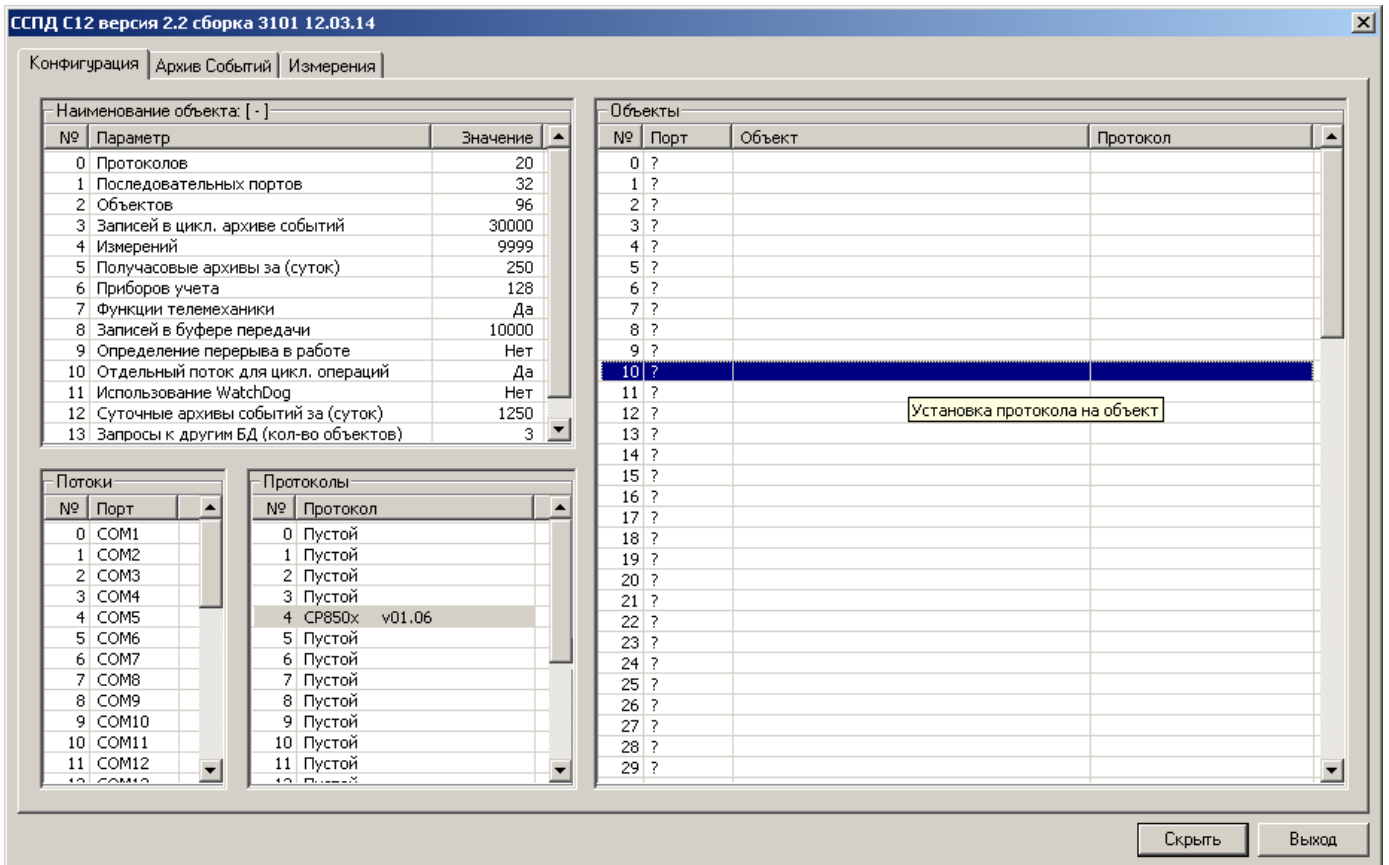 ССПД С12 версия 2.2 сборка 3101 12.03.14
Конфигурация Архив Событий Измерения
Наименование объекта: [ - ]
№ Параметр Значение
0 Протоколов 20
1 Последовательных портов 32
2 Объектов 96
3 Записей в цикл. архиве событий 30000
4 Измерений 9999
5 Получасовые архивы за (суток) 250
6 Приборов учета 128
7 Функции телемеханики Да
8 Записей в буфере передачи 10000
9 Определение перерыва в работе Нет
10 Отдельный поток для цикл. операций Да
11 Использование WatchDog Нет
12 Суточные архивы событий за (суток) 1250
13 Запросы к другим БД (кол-во объектов) 3
Потоки
№ Порт
0 COM1
1 COM2
2 COM3
3 COM4
4 COM5
5 COM6
6 COM7
7 COM8
8 COM9
9 COM10
10 COM11
11 COM12
12 COM13
Протоколы
№ Протокол
0 Пустой
1 Пустой
2 Пустой
3 Пустой
4 CP850x v01.06
5 Пустой
6 Пустой
7 Пустой
8 Пустой
9 Пустой
10 Пустой
11 Пустой
12 Пустой
Объекты
№ Порт Объект Протокол
0 ?
1 ?
2 ?
3 ?
4 ?
5 ?
6 ?
7 ?
8 ?
9 ?
10 ?
11 ?
12 ?
Установка протокола на объект
13 ?
14 ?
15 ?
16 ?
17 ?
18 ?
19 ?
20 ?
21 ?
22 ?
23 ?
24 ?
25 ?
26 ?
27 ?
28 ?
29 ?
Скрыть Выход